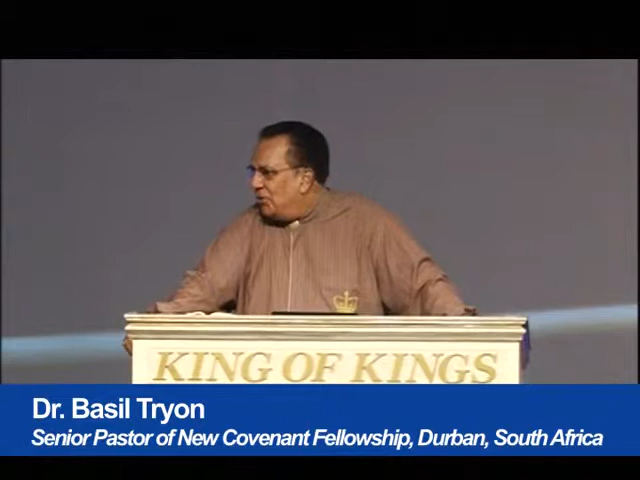 KING OF KINGS
Dr. Basil Tryon
Senior Pastor of New Covenant Fellowship, Durban, South Africa